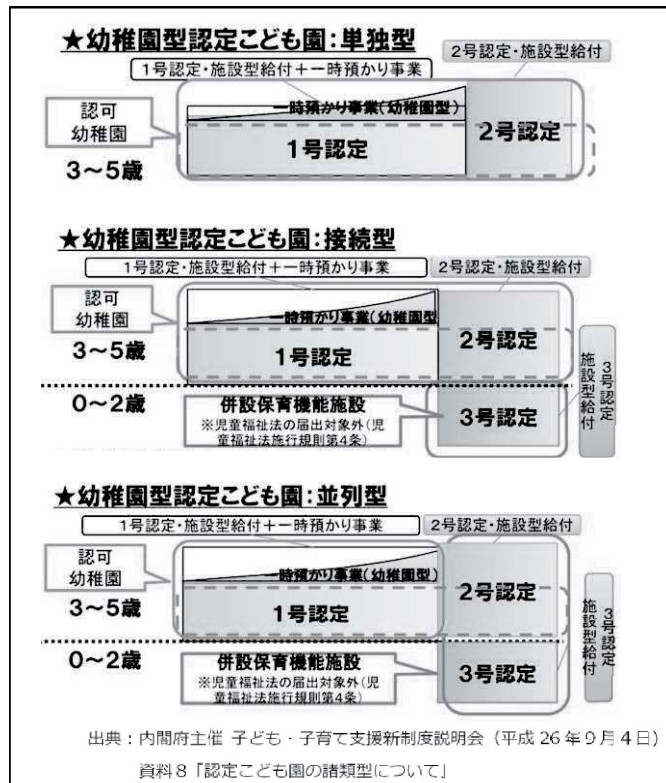 ★幼稚園型認定こども園:単独型
2号認定・施設型給付
1号認定・施設型給付+一時預かり事業
認可
幼稚園
一時預かり事業(幼稚園型)
1号認定
2号認定
3～5歳
★幼稚園型認定こども園:接続型
1号認定・施設型給付+一時預かり事業
2号認定・施設型給付
認可
幼稚園
一時預かり事業(幼稚園型
3～5歳
1号認定
2号認定
0～2歳
併設保育機能施設
※児童福祉法の届出対象外(児
童福祉法施行規則第4条)
3号認定
3号認定
施設型給付
★幼稚園型認定こども園:並列型
1号認定・施設型給付+一時預かり事業
2号認定・施設型給付
認可
幼稚園
一時預かり事業(幼稚園型)
3～5歳
1号認定
2号認定
0～2歳
併設保育機能施設
※児童福祉法の届出対象外(児
童福祉法施行規則第4条)
3号認定
3号認定
施設型給付
出典：内閣府主催 子ども・子育て支援新制度説明会（平成 26 年 9 月 4 日）
資料８「認定こども園の諸類型について」